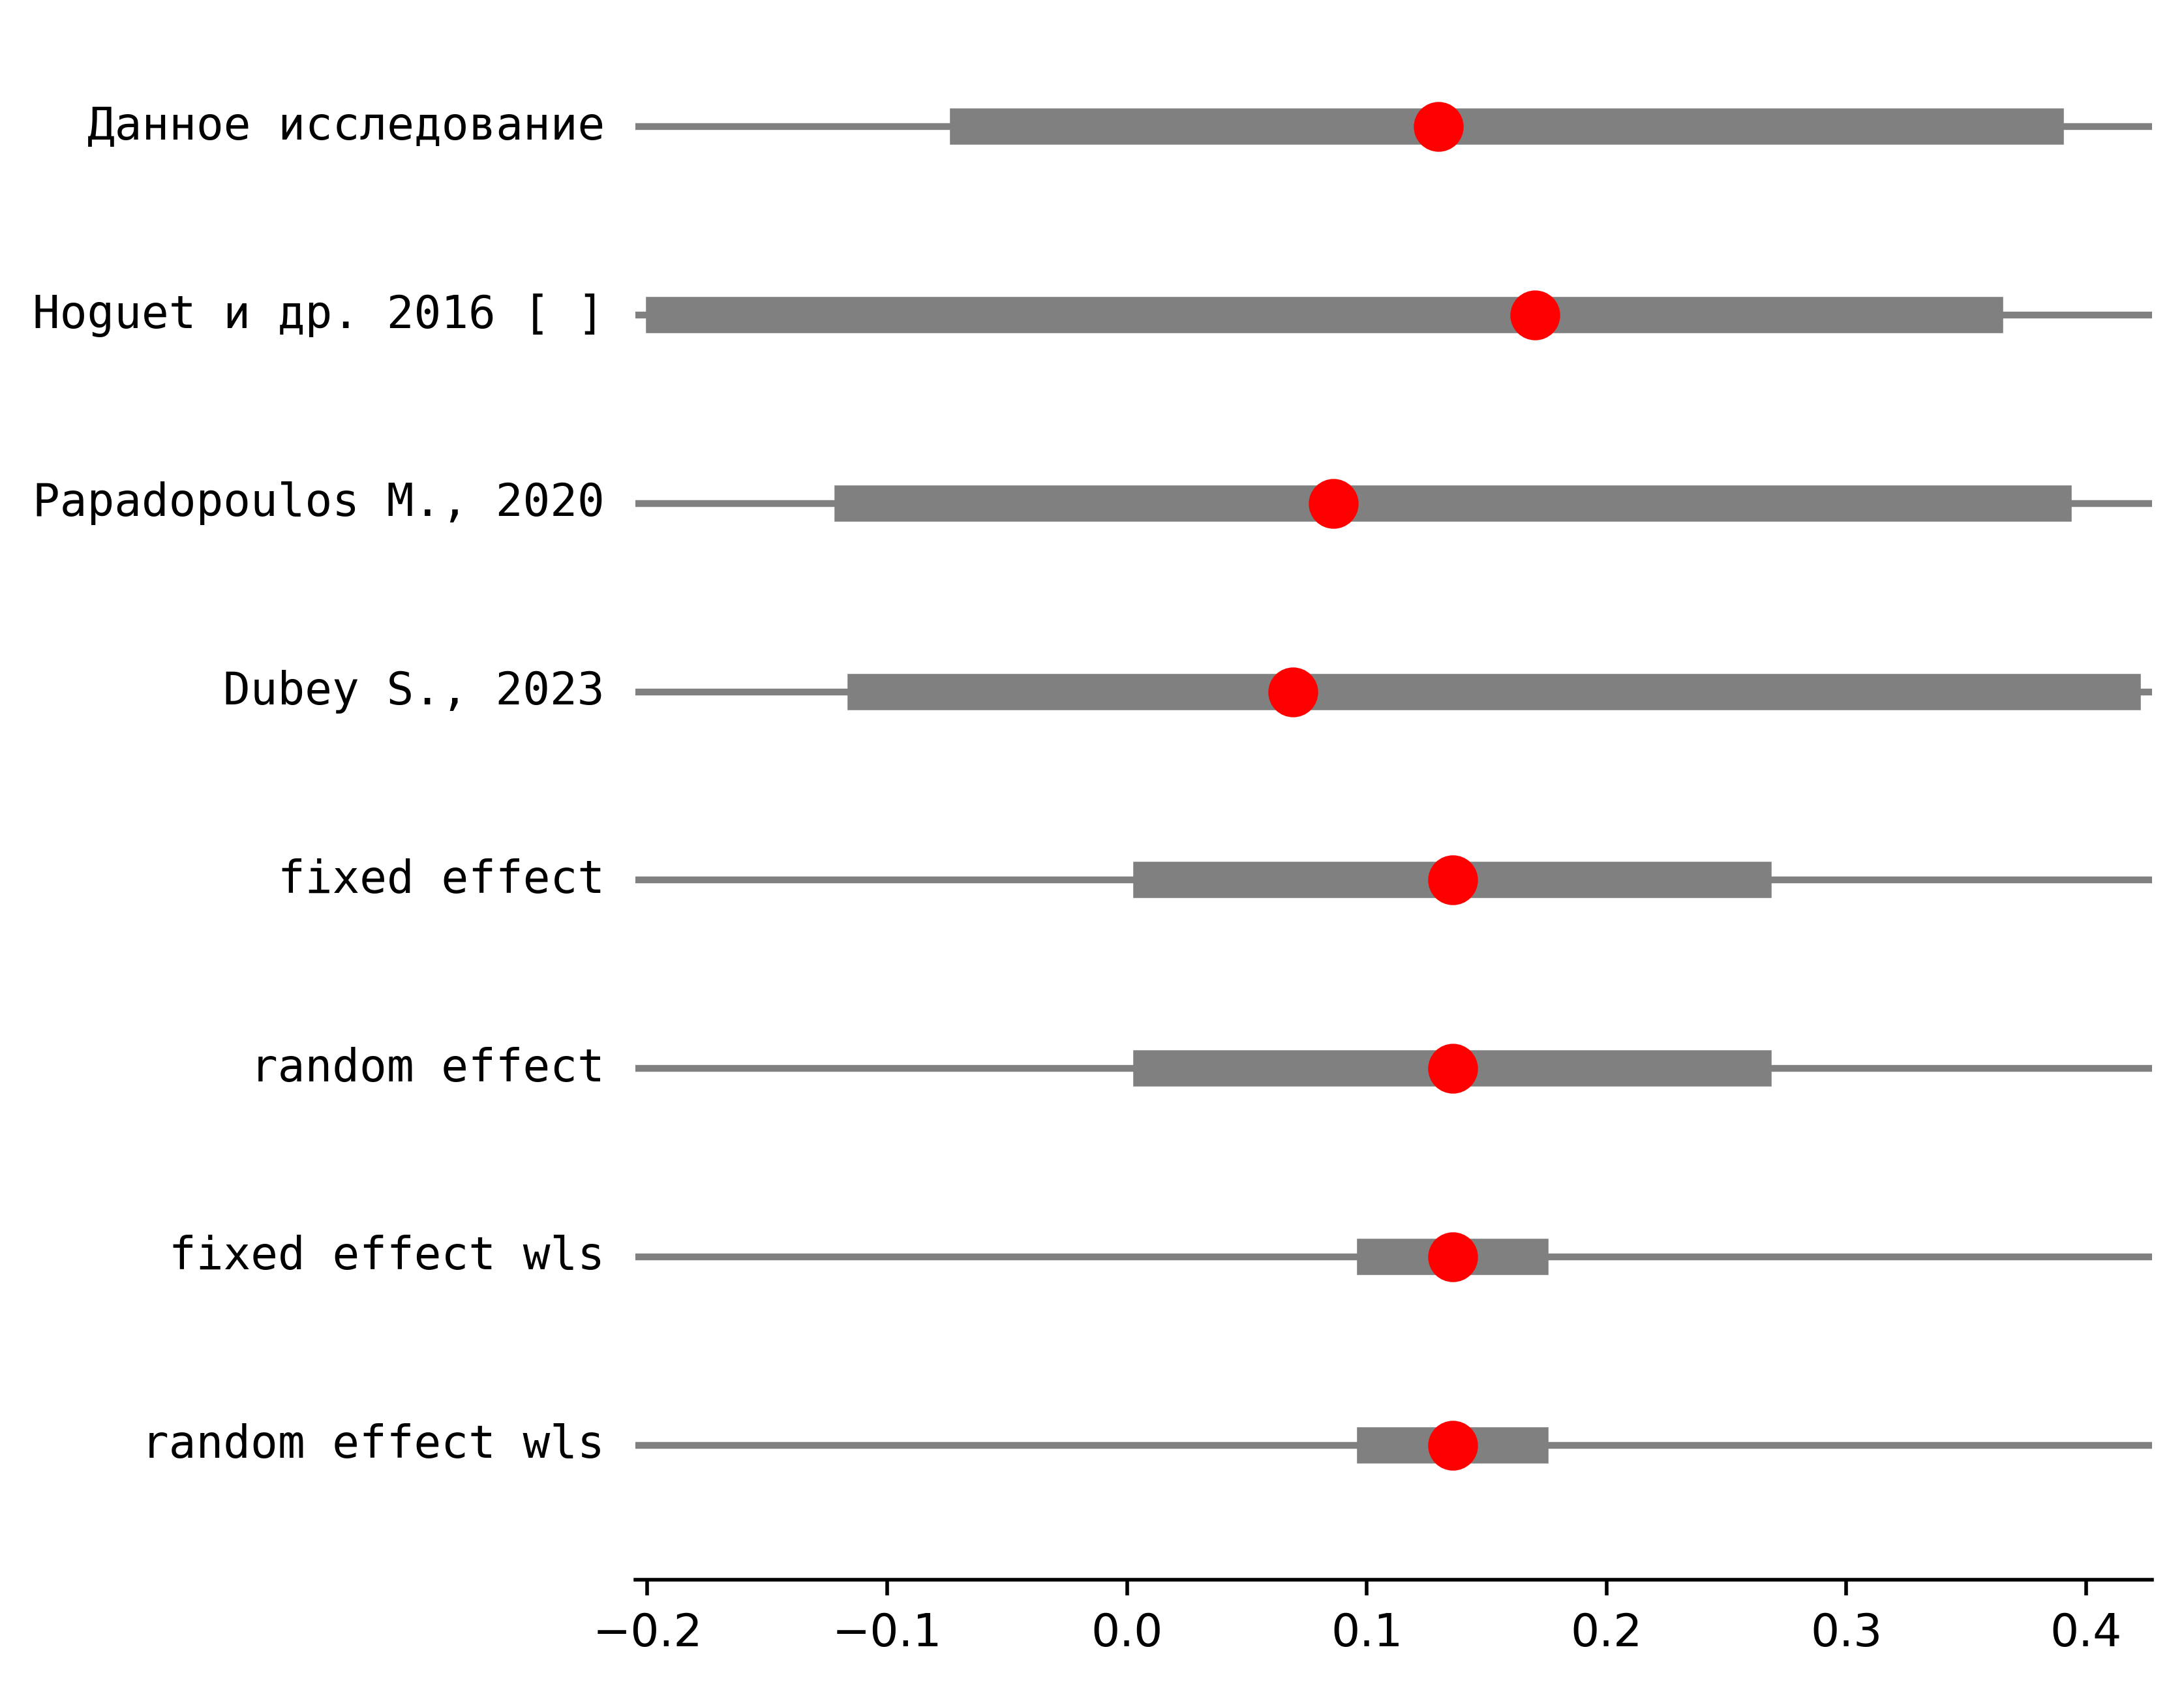 Данное исследование
Hoguet и др. 2016 [ ]
Papadopoulos M., 2020
Dubey S., 2023
fixed effect
random effect
fixed effect wls
random effect wls
−0.2 −0.1 0.0 0.1 0.2 0.3 0.4